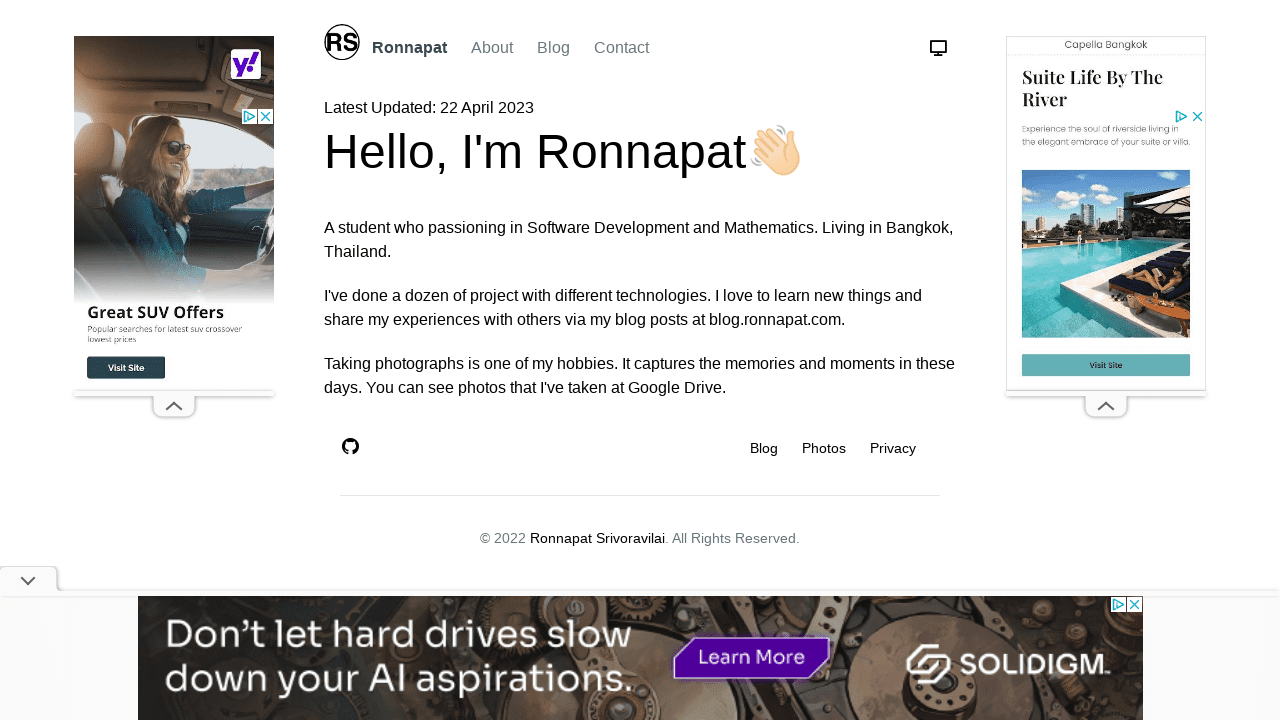 RS Ronnapat About Blog Contact
Latest Updated: 22 April 2023
Hello, I'm Ronnapat
A student who passioning in Software Development and Mathematics. Living in Bangkok,
Thailand.
I've done a dozen of project with different technologies. I love to learn new things and
share my experiences with others via my blog posts at blog.ronnapat.com.
Taking photographs is one of my hobbies. It captures the memories and moments in these
days. You can see photos that I've taken at Google Drive.
Blog Photos Privacy
© 2022 Ronnapat Srivoravilai. All Rights Reserved.
y!
Great SUV Offers
Popular searches for latest suv crossover
lowest prices
Visit Site
Capella Bangkok
Suite Life By The
River
Experience the soul of riverside living in
the elegant embrace of your suite or villa.
Visit Site
Don't let hard drives slow
down your AI aspirations.
Learn More
SOLIDIGM